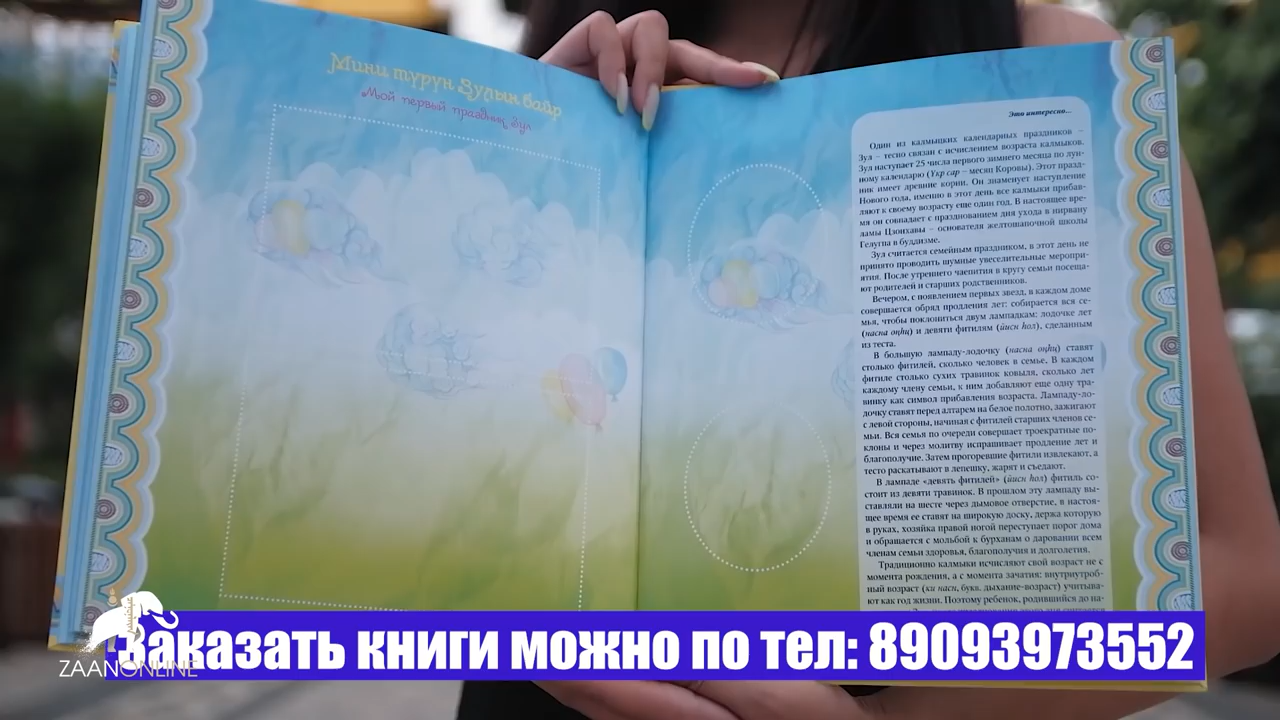 Мини түрүн Зулын байр
Мой первый праздник Зул
Это интересно...
Один из калмыцких календарных праздников –
Зул – тесно связан с исчислением возраста калмыков.
Зул наступает 25 числа первого зимнего месяца по лун-
ному календарю (Үкр сар – месяц Коровы). Этот празд-
ник имеет древние корни. Он знаменует наступление
Нового года, именно в этот день все калмыки прибав-
ляют к своему возрасту еще один год. В настоящее вре-
мя он совпадает с празднованием дня ухода в нирвану
ламы Цзонхавы – основателя желтошапочной школы
Гелугпа в буддизме.
Зул считается семейным праздником, в этот день не
принято проводить шумные увеселительные меропри-
ятия. После утреннего чаепития в кругу семьи посеща-
ют родителей и старших родственников.
Вечером, с появлением первых звезд, в каждом доме
совершается обряд продления лет: собирается вся се-
мья, чтобы поклониться двум лампадкам: лодочке лет
(насна оңһц) и девяти фитилям (йисн һол), сделанным
из теста.
В большую лампаду-лодочку (насна оңһц) ставят
столько фитилей, сколько человек в семье. В каждом
фитиле столько сухих травинок ковыля, сколько лет
каждому члену семьи, к ним добавляют еще одну тра-
винку как символ прибавления возраста. Лампаду-ло-
дочку ставят перед алтарем на белое полотно, зажигают
с левой стороны, начиная с фитилей старших членов се-
мьи. Вся семья по очереди совершает троекратные по-
клоны и через молитву испрашивает продление лет и
благополучие. Затем прогоревшие фитили извлекают, а
тесто раскатывают в лепешку, жарят и съедают.
В лампаде «девять фитилей» (йисн һол) фитиль со-
стоит из девяти травинок. В прошлом эту лампаду вы-
ставляли на шесте через дымовое отверстие, в настоя-
щее время ее ставят на широкую доску, держа которую
в руках, хозяйка правой ногой переступает порог дома
и обращается с мольбой к бурханам о даровании всем
членам семьи здоровья, благополучия и долголетия.
Традиционно калмыки исчисляют свой возраст не с
момента рождения, а с момента зачатия: внутриутроб-
ный возраст (ки насн, букв. дыхание-возраст) учитыва-
ют как год жизни. Поэтому ребенок, родившийся до на-
Заказать книги можно по тел: 89093973552
ZAANONLINE